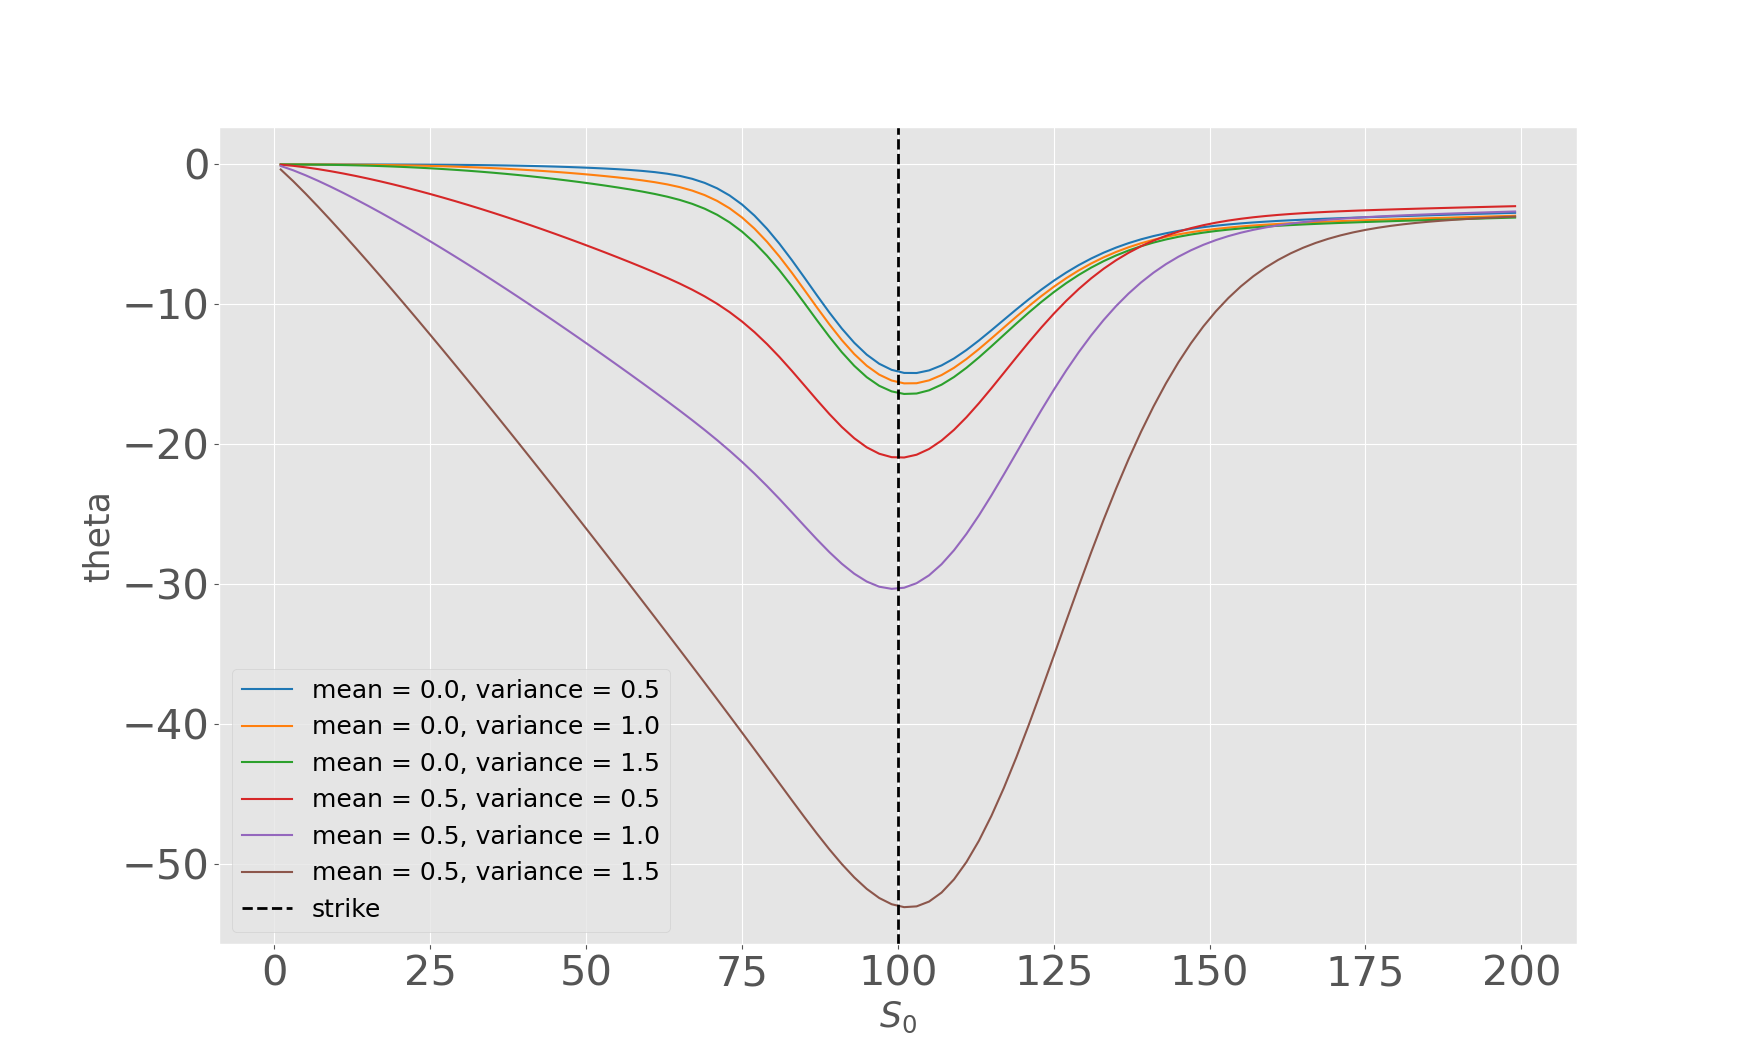 0
−10
−20
−30
−40
−50
theta
mean = 0.0, variance = 0.5
mean = 0.0, variance = 1.0
mean = 0.0, variance = 1.5
mean = 0.5, variance = 0.5
mean = 0.5, variance = 1.0
mean = 0.5, variance = 1.5
strike
0 25 50 75 100 125 150 175 200
S₀